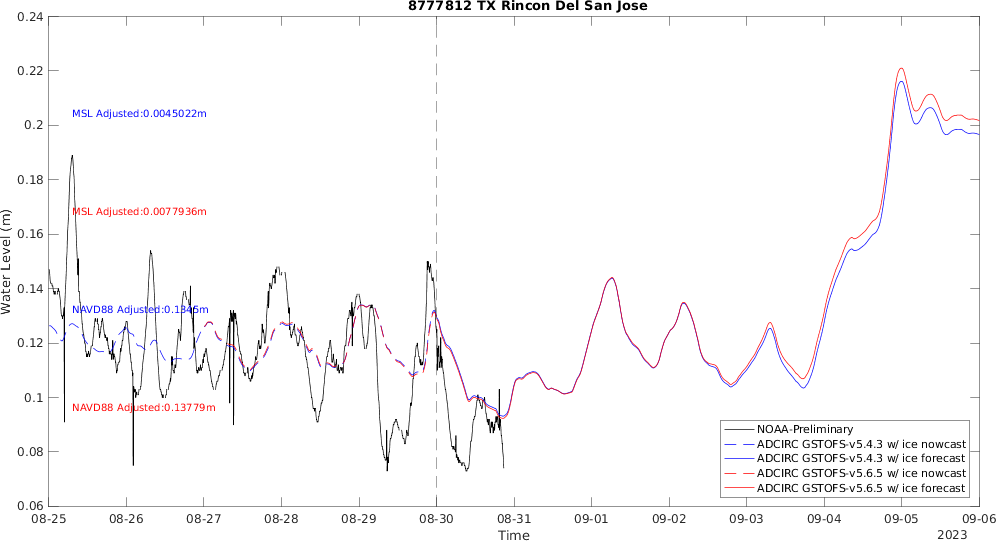 8777812 TX Rincon Del San Jose
0.24
0.22
0.2
0.18
0.16
0.14
0.12
0.1
0.08
0.06
Water Level (m)
MSL Adjusted:0.0045022m
MSL Adjusted:0.0077936m
NAVD88 Adjusted:0.1345m
NAVD88 Adjusted:0.13779m
NOAA-Preliminary
ADCIRC GSTOFS-v5.4.3 w/ ice nowcast
ADCIRC GSTOFS-v5.4.3 w/ ice forecast
ADCIRC GSTOFS-v5.6.5 w/ ice nowcast
ADCIRC GSTOFS-v5.6.5 w/ ice forecast
08-25 08-26 08-27 08-28 08-29 08-30 08-31 09-01 09-02 09-03 09-04 09-05 09-06
Time
2023